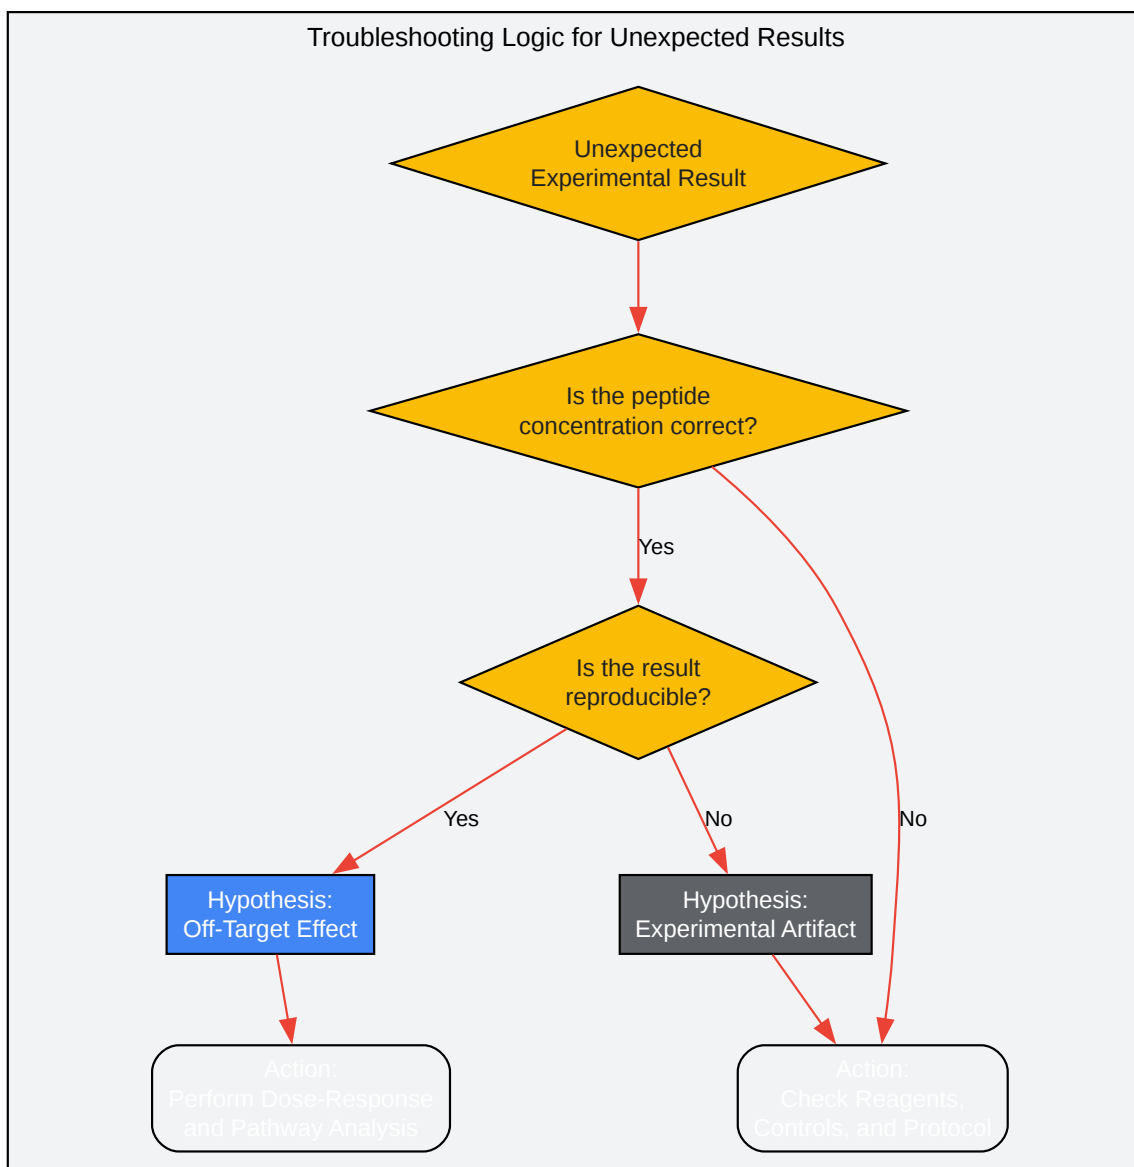 Troubleshooting Logic for Unexpected Results
Unexpected
Experimental Result
Is the peptide
concentration correct?
Yes
Is the result
reproducible?
Yes
No
No
Hypothesis:
Off-Target Effect
Hypothesis:
Experimental Artifact
Action:
Perform Dose-Response
and Pathway Analysis
Action:
Check Reagents,
Controls, and Protocol